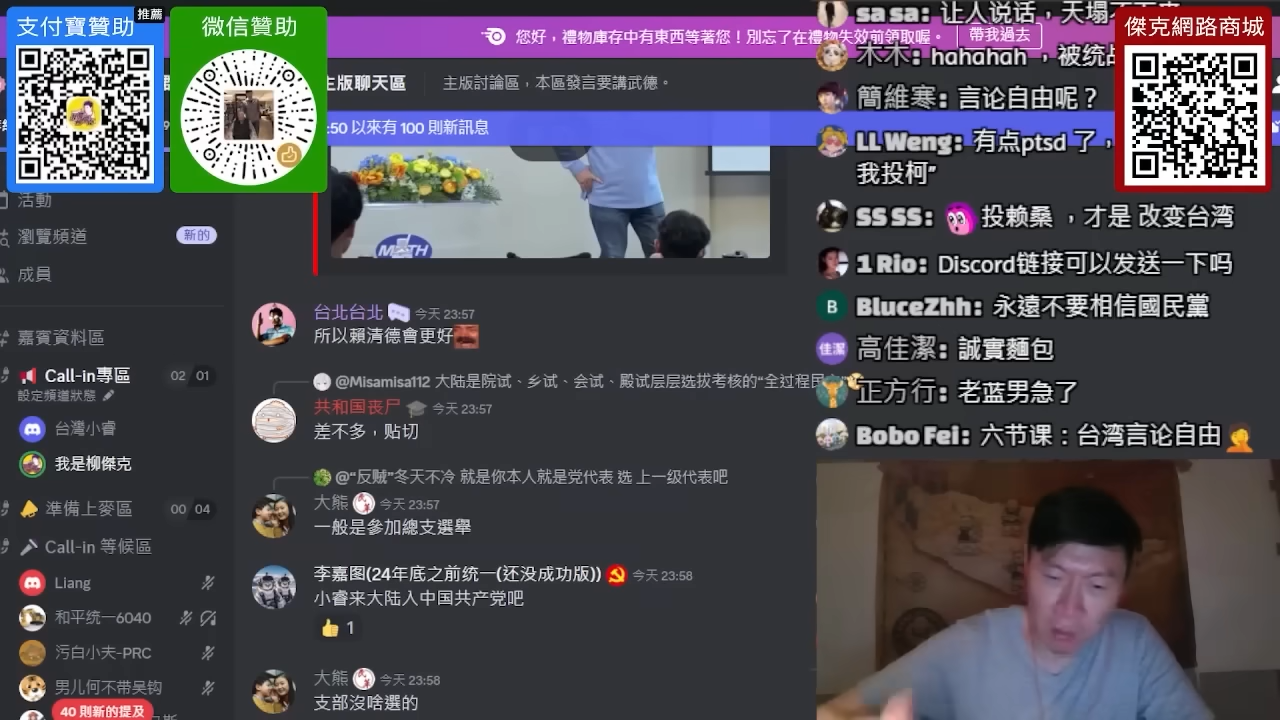 支付寶贊助
推薦
微信贊助
您好，禮物庫存中有東西等著您！別忘了在禮物失效前領取喔。
帶我過去
主版聊天區
主版討論區，本區發言要講武德。
:50 以來有 100 則新訊息
活動
瀏覽頻道
新的
成員
嘉賓資料區
Call-in專區
02 01
設定頻道狀態
台灣小睿
我是柳傑克
準備上麥區
00 04
Call-in 等候區
Liang
和平统一6040
污白小夫-PRC
男儿何不带吴钩
40 則新的提及
MATH
台北台北 今天 23:57
所以賴清德會更好
@Misamisa112 大陆是院试、乡试、会试、殿试层层选拔考核的“全过程民
共和国丧尸 今天 23:57
差不多，贴切
@“反贼”冬天不冷 就是你本人就是党代表 选 上一级代表吧
大熊 今天 23:57
一般是參加總支選舉
李嘉图(24年底之前统一(还没成功版)) 今天 23:58
小睿来大陆入中国共产党吧
1
大熊 今天 23:58
支部沒啥選的
sa sa: 让人说话，天塌不下来
木木: hahahah ，被统战
簡維寒: 言论自由呢？
LL Weng: 有点ptsd 了，
我投柯”
SS SS: 投赖桑 ，才是 改变台湾
1 Rio: Discord链接可以发送一下吗
B
BluceZhh: 永遠不要相信國民黨
佳潔
高佳潔: 誠實麵包
正方行: 老蓝男急了
Bobo Fei: 六节课：台湾言论自由
傑克網路商城